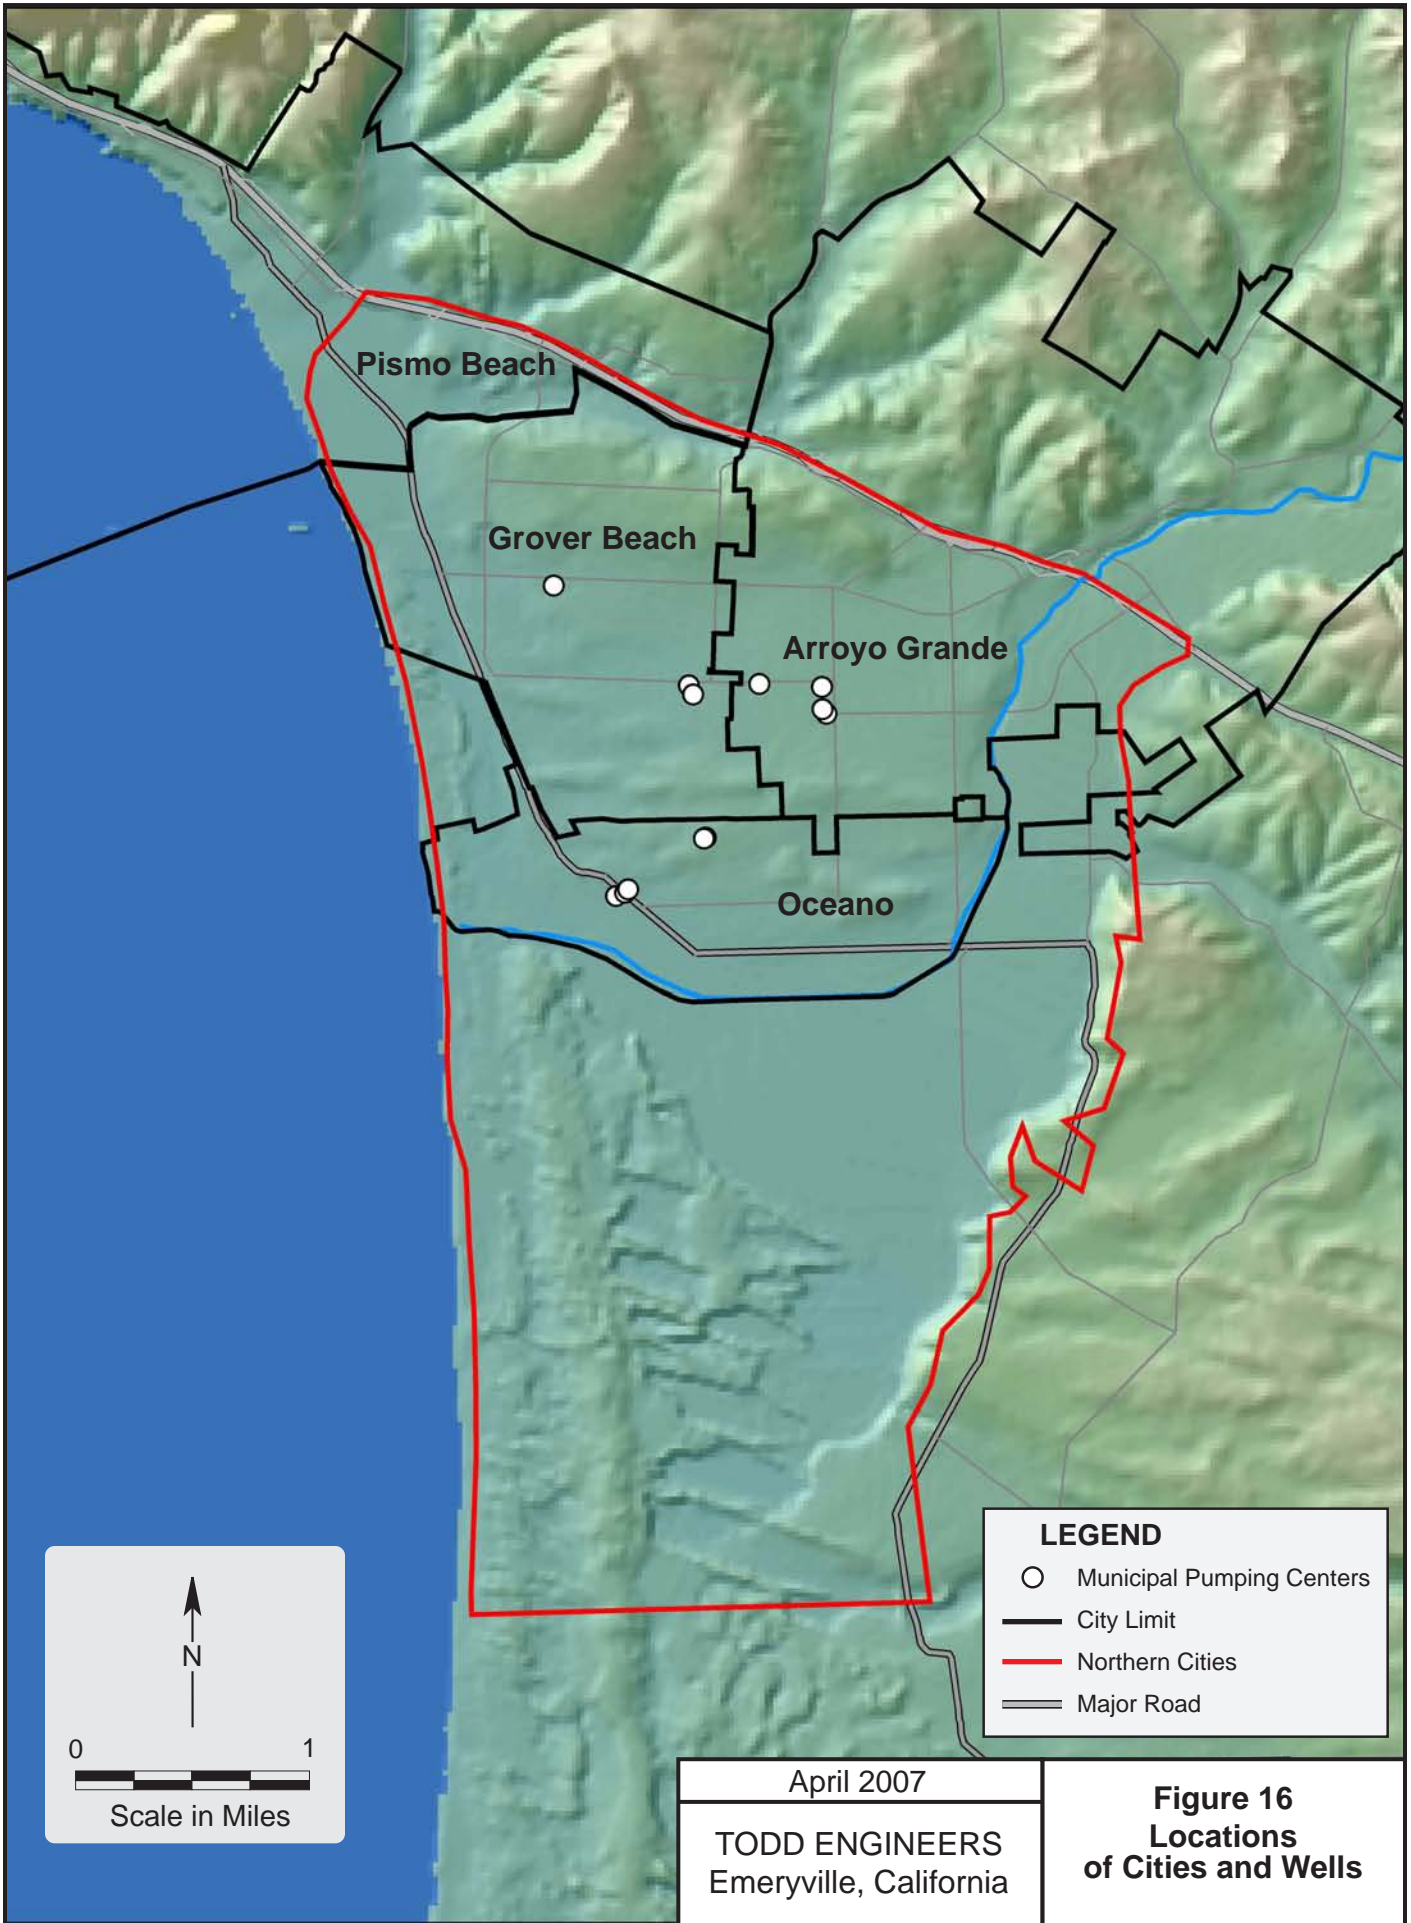 Pismo Beach
Grover Beach
Arroyo Grande
Oceano
LEGEND
Municipal Pumping Centers
City Limit
Northern Cities
Major Road
N
0 1
Scale in Miles
April 2007
TODD ENGINEERS
Emeryville, California
Figure 16
Locations
of Cities and Wells